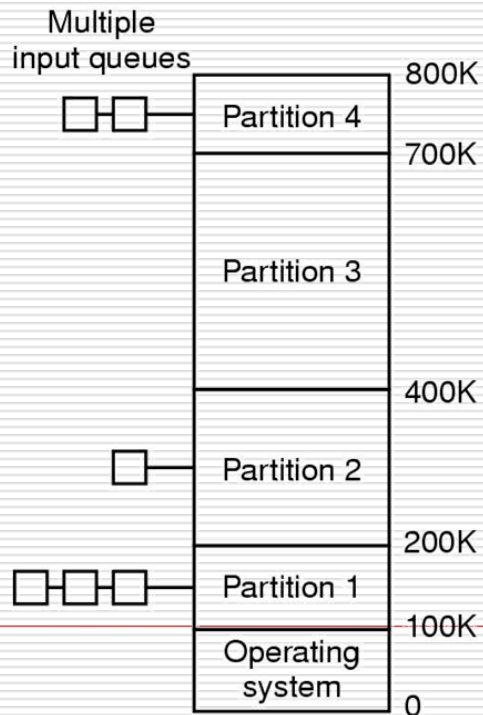 Multiple
input queues
800K
Partition 4
700K
Partition 3
400K
Partition 2
200K
Partition 1
100K
Operating
system
0